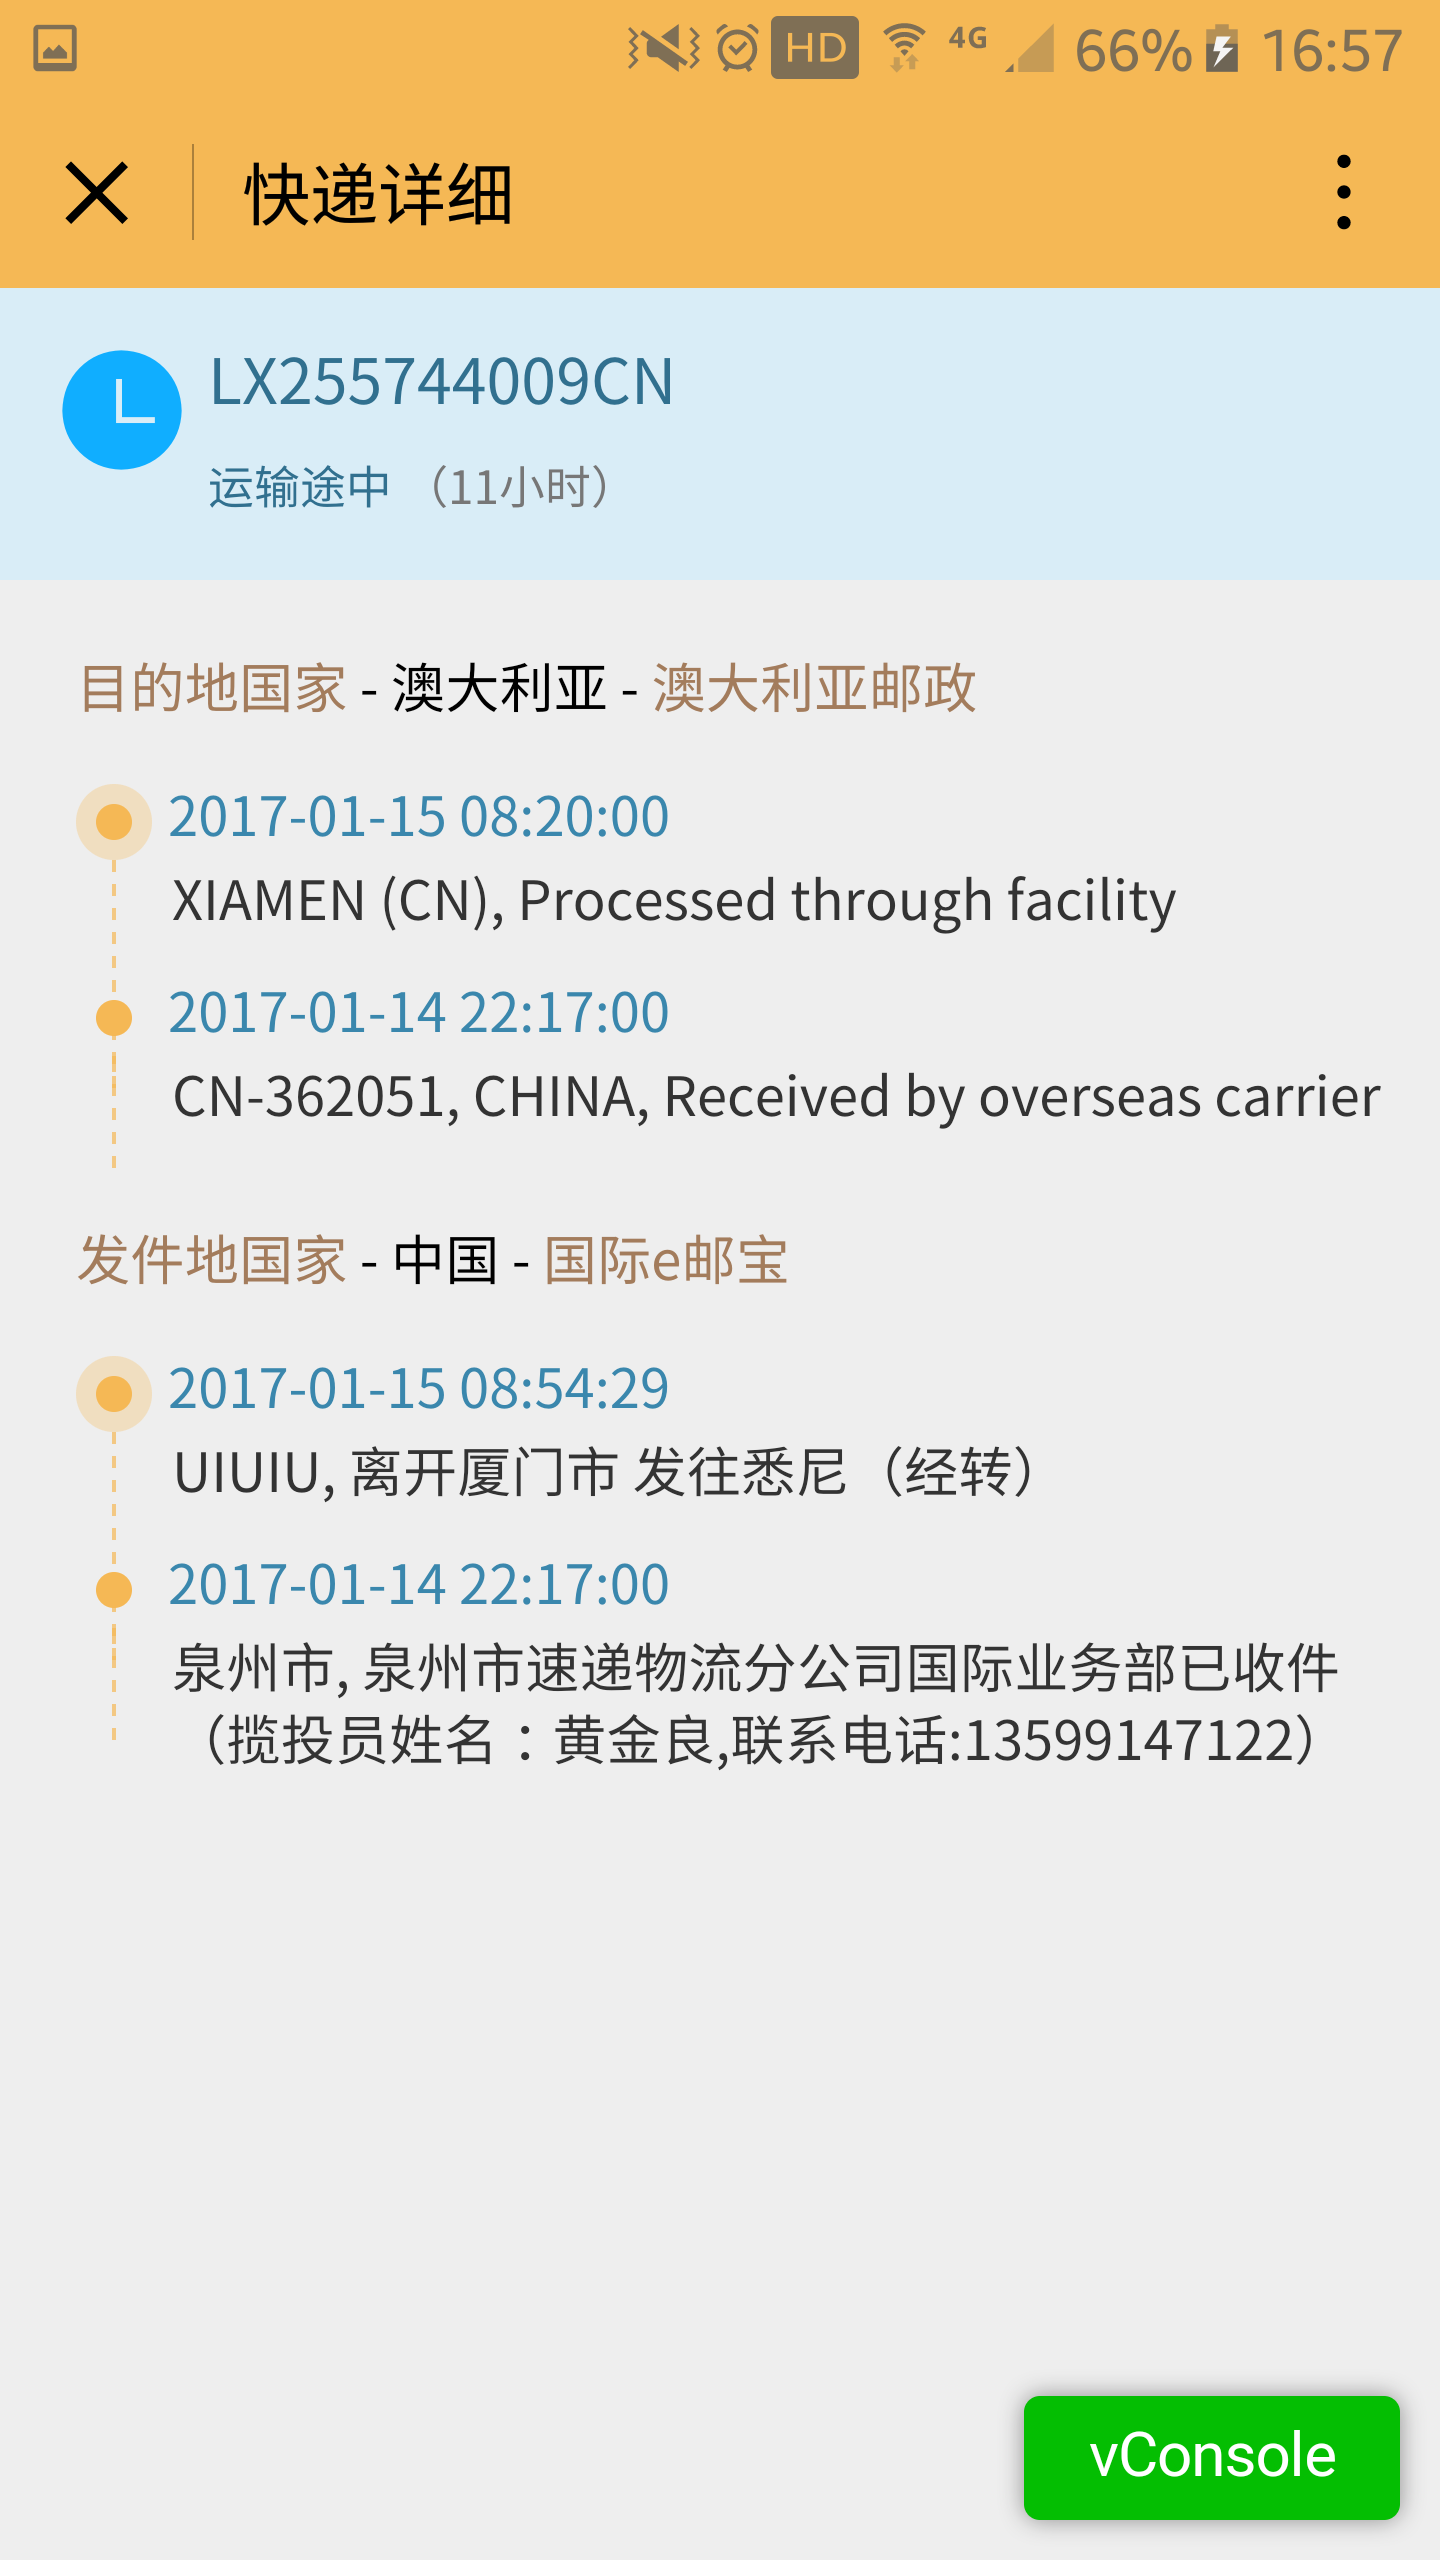 HD 4G 66% 16:57
快递详细
LX255744009CN
运输途中 （11小时）
目的地国家 - 澳大利亚 - 澳大利亚邮政
2017-01-15 08:20:00
XIAMEN (CN), Processed through facility
2017-01-14 22:17:00
CN-362051, CHINA, Received by overseas carrier
发件地国家 - 中国 - 国际e邮宝
2017-01-15 08:54:29
UIUIU, 离开厦门市 发往悉尼（经转）
2017-01-14 22:17:00
泉州市, 泉州市速递物流分公司国际业务部已收件
（揽投员姓名：黄金良,联系电话:13599147122）
vConsole